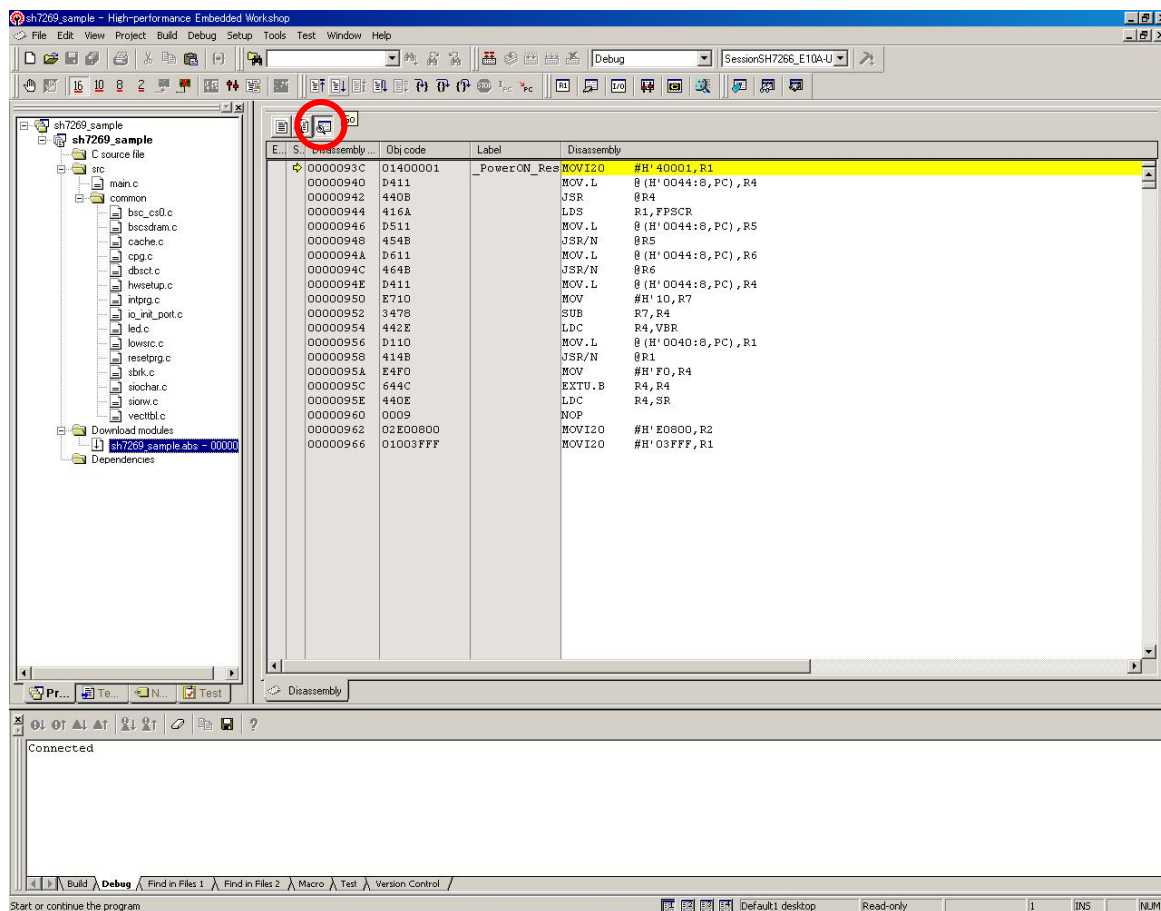 sh7269_sample - High-performance Embedded Workshop
File Edit View Project Build Debug Setup Tools Test Window Help
Debug SessionSH7266_E10A-U
16 10 8 2
sh7269_sample
sh7269_sample
C source file
src
main.c
common
bsc_cs0.c
bscsdram.c
cache.c
cpg.c
dbsct.c
hwsetup.c
intprg.c
io_init_port.c
led.c
lowsrc.c
resetprg.c
sbrk.c
siochar.c
siorw.c
vecttbl.c
Download modules
sh7269_sample.abs - 00000
Dependencies
Pr... Te... N... Test
E... S.. Disassembly ... Obj code Label Disassembly
0000093C 01400001 _PowerON_Res MOVI20 #H'40001,R1
00000940 D411 MOV.L @(H'0044:8,PC),R4
00000942 440B JSR @R4
00000944 416A LDS R1,FPSCR
00000946 D511 MOV.L @(H'0044:8,PC),R5
00000948 454B JSR/N @R5
0000094A D611 MOV.L @(H'0044:8,PC),R6
0000094C 464B JSR/N @R6
0000094E D411 MOV.L @(H'0044:8,PC),R4
00000950 E710 MOV #H'10,R7
00000952 3478 SUB R7,R4
00000954 442E LDC R4,VBR
00000956 D110 MOV.L @(H'0040:8,PC),R1
00000958 414B JSR/N @R1
0000095A E4F0 MOV #H'F0,R4
0000095C 644C EXTU.B R4,R4
0000095E 440E LDC R4,SR
00000960 0009 NOP
00000962 02E00800 MOVI20 #H'E0800,R2
00000966 01003FFF MOVI20 #H'03FFF,R1
Disassembly
Connected
Build Debug Find in Files 1 Find in Files 2 Macro Test Version Control
Start or continue the program Default1 desktop Read-only 1 INS NUM